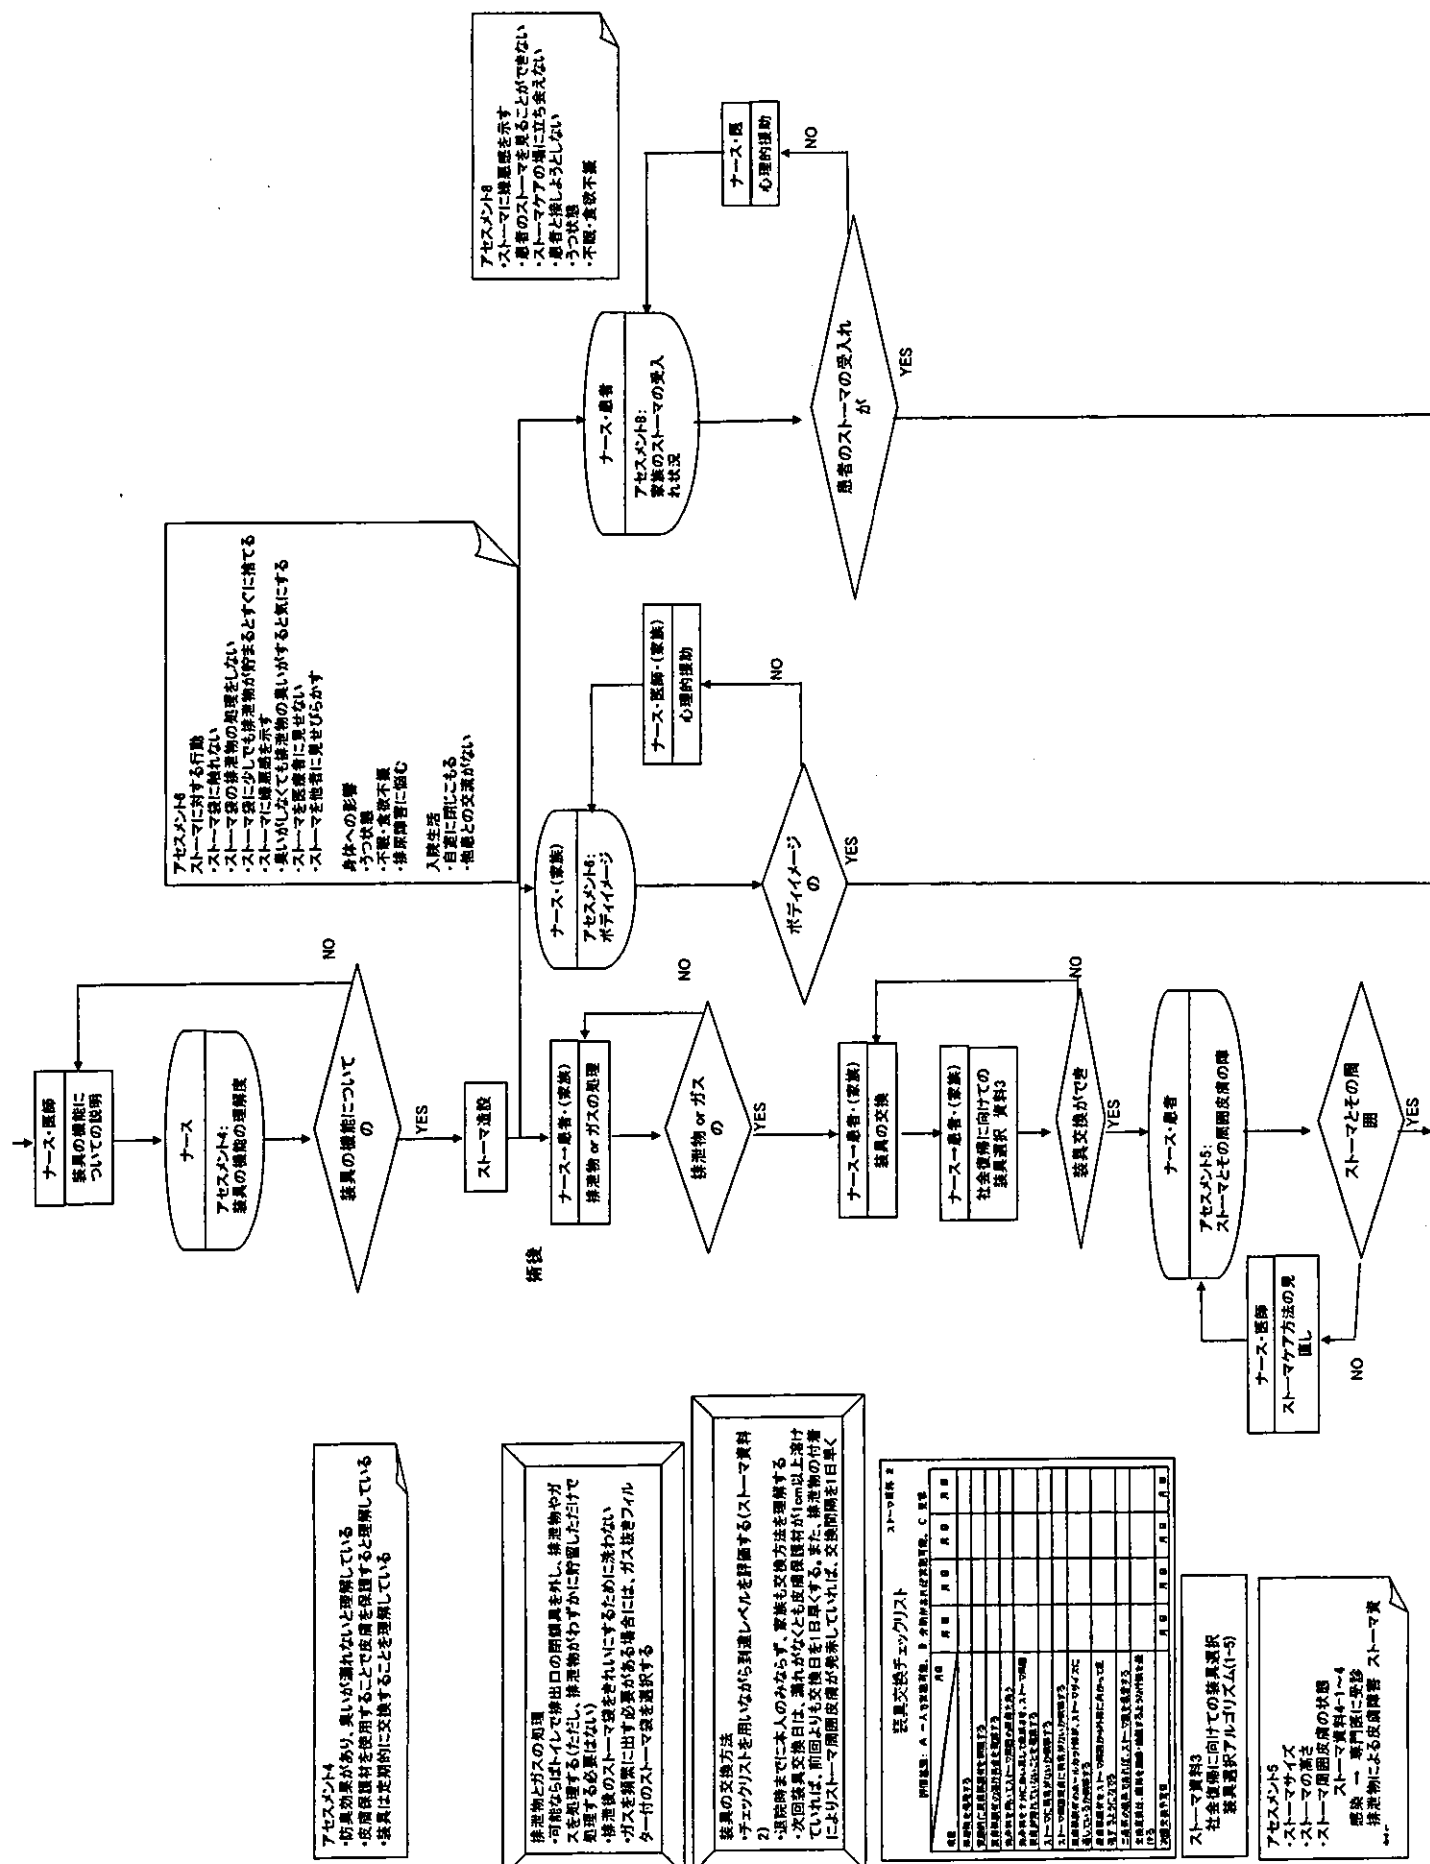 ナース・医師
装具の機能に
ついての説明
ナース
アセスメント4:
装具の機能の理解度
装具の機能についての
の
NO
YES
ストーマ造設
術後
ナース→患者・(家族)
排泄物 or ガスの処理
排泄物 or ガス
の
NO
YES
ナース→患者・(家族)
装具の交換
ナース→患者・(家族)
社会復帰に向けての
装具選択 資料3
装具交換ができ
NO
YES
ナース・患者
アセスメント5:
ストーマとその周囲皮膚の障
ストーマとその周
囲
YES
NO
ナース・医師
ストーマケア方法の見
直し
アセスメント6
ストーマに対する行動
・ストーマ袋に触れない
・ストーマ袋の排泄物の処理をしない
・ストーマ袋に少しでも排泄物が貯まるとすぐに捨てる
・ストーマに嫌悪感を示す
・臭いがしなくても排泄物の臭いがすると気にする
・ストーマを医療者に見せない
・ストーマを他者に見せびらかす
身体への影響
・うつ状態
・不眠・食欲不振
・排尿障害に悩む
入院生活
・自室に閉じこもる
・他患との交流がない
ナース・(家族)
アセスメント6:
ボディイメージ
ボディイメージ
の
YES
NO
ナース・医師・(家族)
心理的援助
アセスメント8
・ストーマに嫌悪感を示す
・患者のストーマを見ることができない
・ストーマケアの場に立ち会えない
・患者と接しようとしない
・うつ状態
・不眠・食欲不振
ナース・患者
アセスメント8:
家族のストーマの受入
れ状況
患者のストーマの受入れ
が
YES
NO
ナース・医
心理的援助
アセスメント4
・防臭効果があり、臭いが漏れないと理解している
・皮膚保護材を使用することで皮膚を保護すると理解している
・装具は定期的に交換することを理解している
排泄物とガスの処理
・可能ならばトイレで排出口の閉鎖具を外し、排泄物やガ
スを処理する(ただし、排泄物がわずかに貯留しただけで
処理する必要はない)
・排泄後のストーマ袋をきれいにするために洗わない
・ガスを頻繁に出す必要がある場合には、ガス抜きフィル
ター付のストーマ袋を選択する
装具の交換方法
・チェックリストを用いながら到達レベルを評価する(ストーマ資料
2)
・退院時までに本人のみならず、家族も交換方法を理解する
・次回装具交換日は、漏れがなくとも皮膚保護材が1cm以上溶け
ていれば、前回よりも交換日を1日早くする。また、排泄物の付着
によりストーマ周囲皮膚が発赤していれば、交換間隔を1日早く
ストーマ資料 2
装具交換チェックリスト
月日
月 日 月 日 月 日 月 日
ストーマ資料3
社会復帰に向けての装具選択
装具選択アルゴリズム(1-5)
アセスメント5
・ストーマサイズ
・ストーマの高さ
・ストーマ周囲皮膚の状態
ストーマ資料4-1~4
感染 → 専門医に受診
排泄物による皮膚障害 ストーマ資